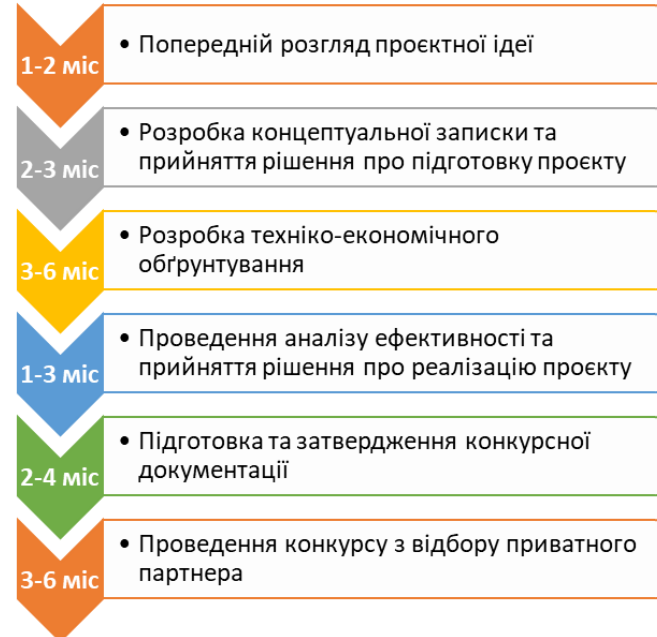 1-2 міс
• Попередній розгляд проєктної ідеї
2-3 міс
• Розробка концептуальної записки та
прийняття рішення про підготовку проєкту
3-6 міс
• Розробка техніко-економічного
обґрунтування
1-3 міс
• Проведення аналізу ефективності та
прийняття рішення про реалізацію проєкту
2-4 міс
• Підготовка та затвердження конкурсної
документації
3-6 міс
• Проведення конкурсу з відбору приватного
партнера